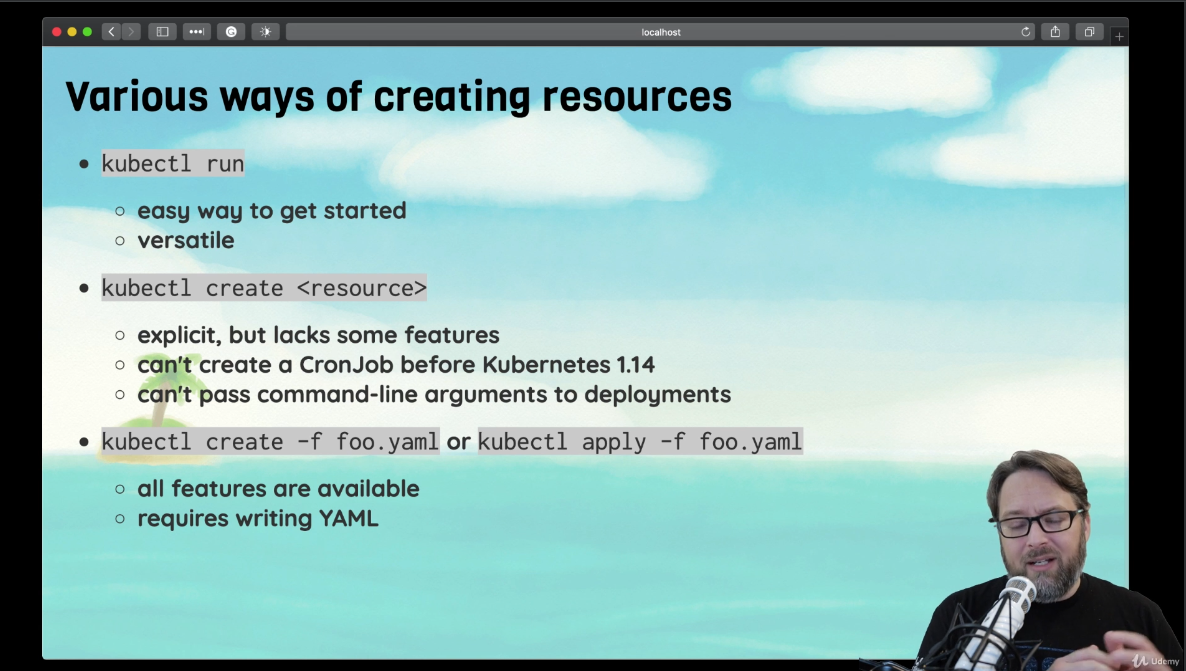 localhost
Various ways of creating resources
kubectl run
easy way to get started
versatile
kubectl create <resource>
explicit, but lacks some features
can't create a CronJob before Kubernetes 1.14
can't pass command-line arguments to deployments
kubectl create -f foo.yaml or kubectl apply -f foo.yaml
all features are available
requires writing YAML
Udemy